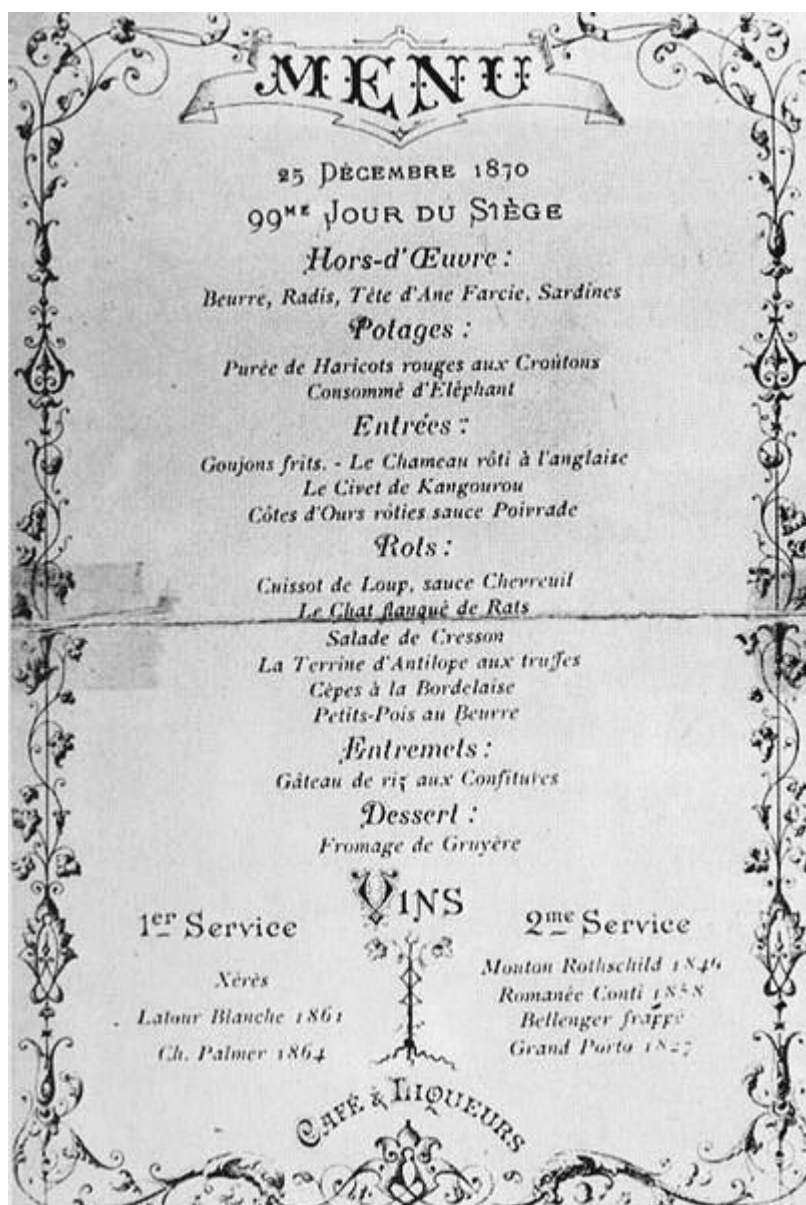 MENU
25 DÉCEMBRE 1870
99ME JOUR DU SIÈGE
Hors-d'Œuvre :
Beurre, Radis, Tête d'Ane Farcie, Sardines
Potages :
Purée de Haricots rouges aux Croûtons
Consommé d'Eléphant
Entrées :
Goujons frits. - Le Chameau rôti à l'anglaise
Le Civet de Kangourou
Côtes d'Ours rôties sauce Poivrade
Rots :
Cuissot de Loup, sauce Chevreuil
Le Chat flanqué de Rats
Salade de Cresson
La Terrine d'Antilope aux truffes
Cèpes à la Bordelaise
Petits-Pois au Beurre
Entremets :
Gâteau de riz aux Confitures
Dessert :
Fromage de Gruyère
VINS
1er Service
Xérès
Latour Blanche 1861
Ch. Palmer 1864
2me Service
Mouton Rothschild 1846
Romanée Conti 1858
Bellenger frappé
Grand Porto 1827
CAFÉ & LIQUEURS